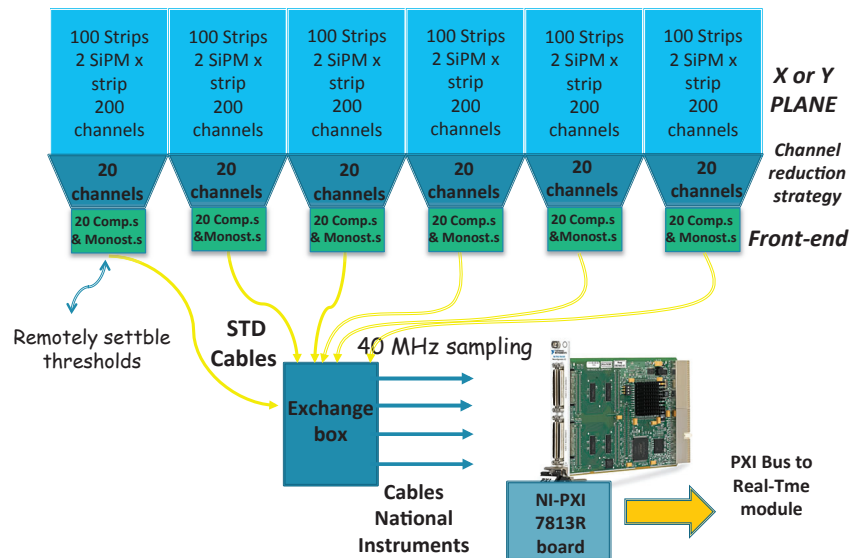 100 Strips
2 SiPM x
strip
200
channels
100 Strips
2 SiPM x
strip
200
channels
100 Strips
2 SiPM x
strip
200
channels
100 Strips
2 SiPM x
strip
200
channels
100 Strips
2 SiPM x
strip
200
channels
100 Strips
2 SiPM x
strip
200
channels
X or Y
PLANE
20
channels
20
channels
20
channels
20
channels
20
channels
20
channels
Channel
reduction
strategy
20 Comp.s
& Monost.s
20 Comp.s
&Monost.s
20 Comp.s
& Monost.s
20 Comp.s
& Monost.s
20 Comp.s
& Monost.s
20 Comp.s
& Monost.s
Front-end
Remotely settble
thresholds
STD
Cables
40 MHz sampling
Exchange
box
Cables
National
Instruments
NI-PXI
7813R
board
PXI Bus to
Real-Tme
module